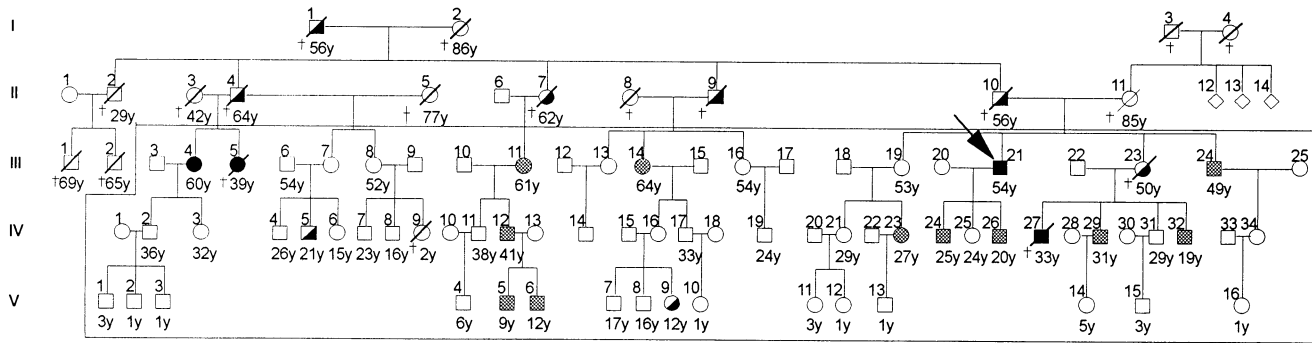 I 1 2 3 4
†56y †86y † †
II 1 2 3 4 5 6 7 8 9 10 11 12 13 14
†29y †42y †64y †77y †62y † † †56y †85y
III 1 2 3 4 5 6 7 8 9 10 11 12 13 14 15 16 17 18 19 20 21 22 23 24 25
†69y †65y 60y †39y 54y 52y 61y 64y 54y 53y 54y †50y 49y
IV 1 2 3 4 5 6 7 8 9 10 11 12 13 14 15 16 17 18 19 20 21 22 23 24 25 26 27 28 29 30 31 32 33 34
36y 32y 26y 21y 15y 23y 16y †2y 38y 41y 33y 24y 29y 27y 25y 24y 20y †33y 31y 29y 19y
V 1 2 3 4 5 6 7 8 9 10 11 12 13 14 15 16
3y 1y 1y 6y 9y 12y 17y 16y 12y 1y 3y 1y 1y 5y 3y 1y